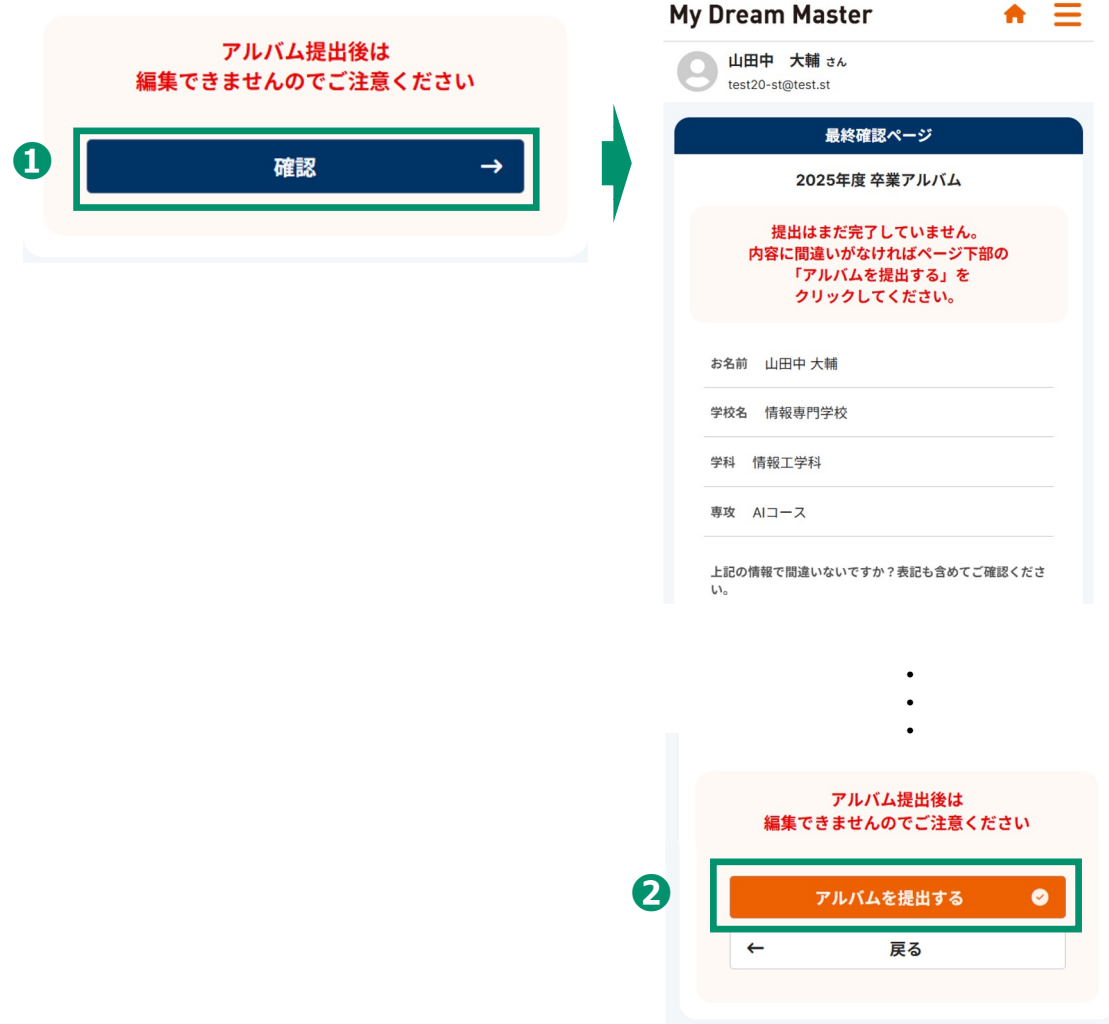 アルバム提出後は
編集できませんのでご注意ください
❶
確認 →
My Dream Master
山田中 大輔 さん
test20-st@test.st
最終確認ページ
2025年度 卒業アルバム
提出はまだ完了していません。
内容に間違いがなければページ下部の
「アルバムを提出する」を
クリックしてください。
お名前 山田中 大輔
学校名 情報専門学校
学科 情報工学科
専攻 AIコース
上記の情報で間違いないですか？表記も含めてご確認くださ
い。
アルバム提出後は
編集できませんのでご注意ください
❷
アルバムを提出する
← 戻る